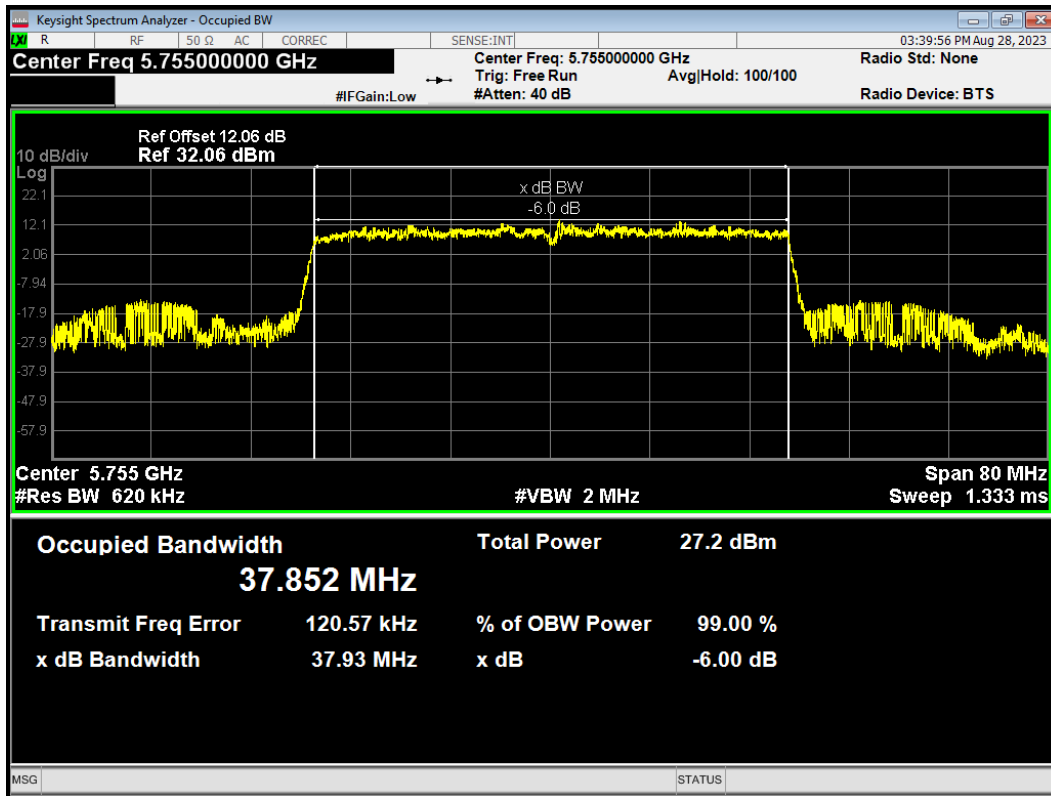 Keysight Spectrum Analyzer - Occupied BW
LXI R RF 50 Ω AC CORREC SENSE:INT 03:39:56 PM Aug 28, 2023
Center Freq 5.755000000 GHz Center Freq: 5.755000000 GHz Radio Std: None
Trig: Free Run Avg|Hold: 100/100
#IFGain:Low #Atten: 40 dB Radio Device: BTS
Ref Offset 12.06 dB
10 dB/div Ref 32.06 dBm
Log
x dB BW
22.1
-6.0 dB
12.1
2.06
-7.94
-17.9
-27.9
-37.9
-47.9
-57.9
Center 5.755 GHz Span 80 MHz
#Res BW 620 kHz #VBW 2 MHz Sweep 1.333 ms
Occupied Bandwidth Total Power 27.2 dBm
37.852 MHz
Transmit Freq Error 120.57 kHz % of OBW Power 99.00 %
x dB Bandwidth 37.93 MHz x dB -6.00 dB
MSG STATUS